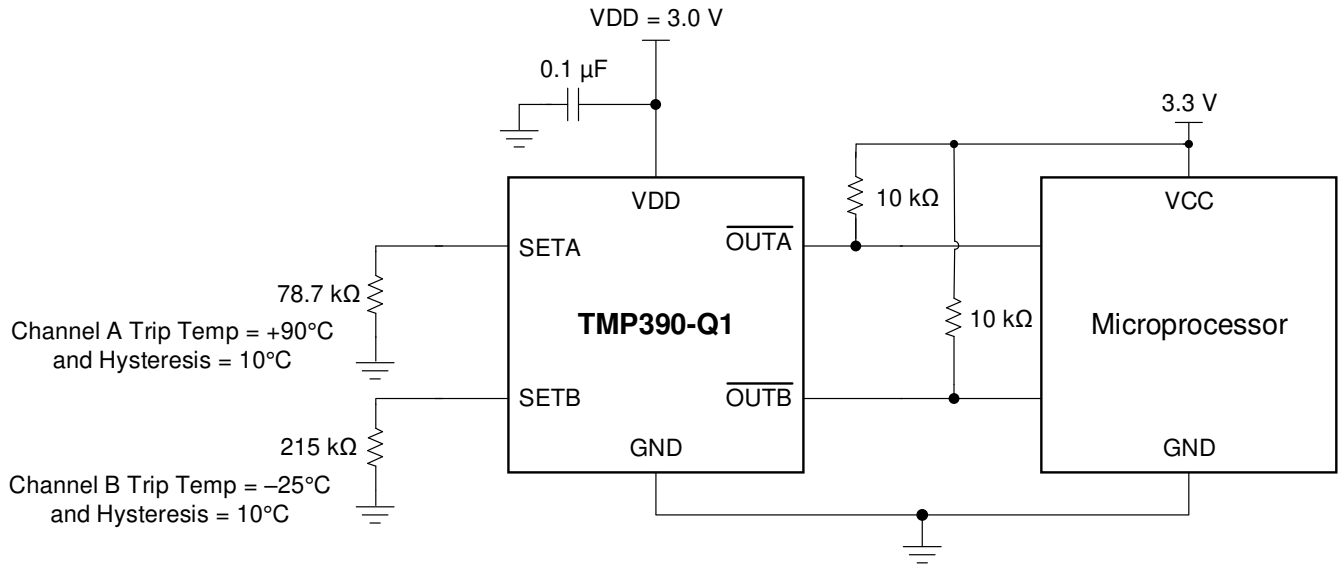 VDD = 3.0 V
0.1 µF
3.3 V
VDD
10 kΩ
VCC
SETA
OUTA
78.7 kΩ
Channel A Trip Temp = +90°C
and Hysteresis = 10°C
TMP390-Q1
10 kΩ
Microprocessor
SETB
OUTB
215 kΩ
GND
GND
Channel B Trip Temp = –25°C
and Hysteresis = 10°C